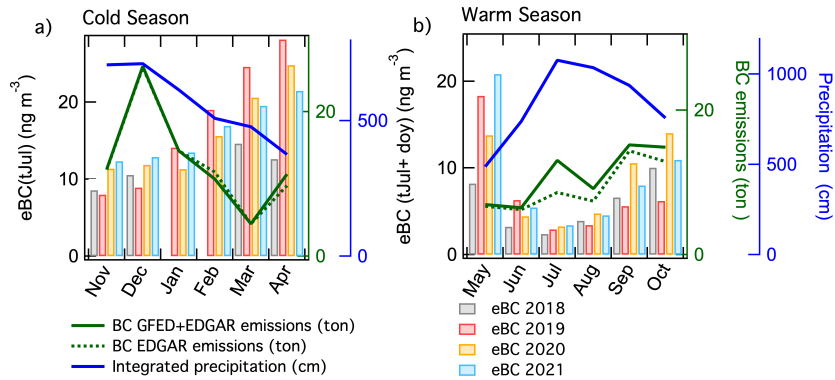 a)
Cold Season
eBC(tJul) (ng m⁻³)
20
10
0
20
0
500
0
Nov
Dec
Jan
Feb
Mar
Apr
b)
Warm Season
eBC (tJul+ doy) (ng m⁻³)
20
10
0
20
0
BC emissions (ton )
1000
500
0
Precipitation (cm)
May
Jun
Jul
Aug
Sep
Oct
BC GFED+EDGAR emissions (ton)
BC EDGAR emissions (ton)
Integrated precipitation (cm)
eBC 2018
eBC 2019
eBC 2020
eBC 2021